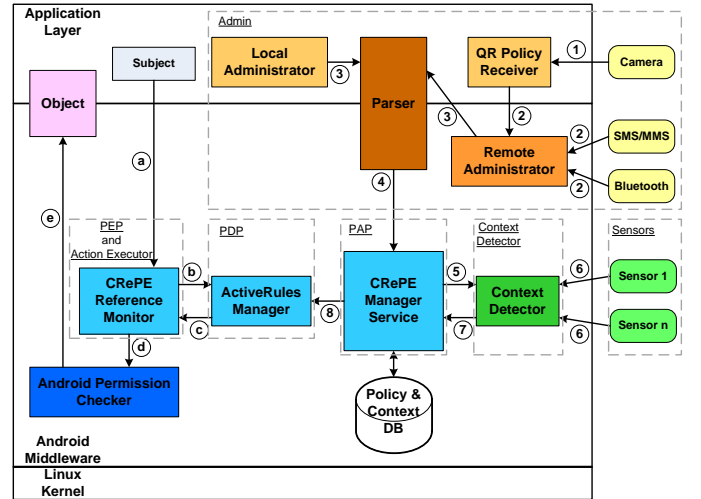 Application
Layer
Admin
Subject
Local
Administrator
3
Parser
QR Policy
Receiver
1
Camera
Object
2
3
Remote
Administrator
2
SMS/MMS
2
Bluetooth
a
4
e
PEP
and
Action Executor
PDP
PAP
Context
Detector
Sensors
CRePE
Reference
Monitor
b
c
ActiveRules
Manager
8
CRePE
Manager
Service
5
7
Context
Detector
6
Sensor 1
6
Sensor n
d
Android Permission
Checker
Policy &
Context
DB
Android
Middleware
Linux
Kernel